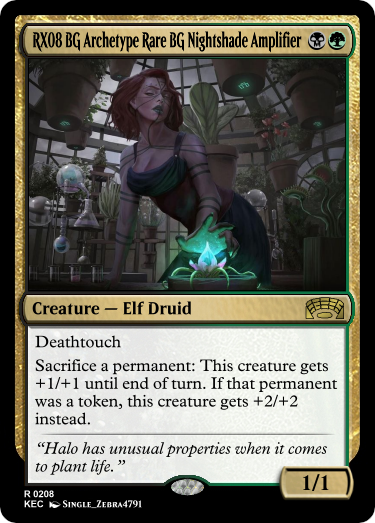 RX08 BG Archetype Rare BG Nightshade Amplifier
Creature — Elf Druid
Deathtouch
Sacrifice a permanent: This creature gets
+1/+1 until end of turn. If that permanent
was a token, this creature gets +2/+2
instead.
“Halo has unusual properties when it comes
to plant life.”
1/1
R 0208
KEC Single_Zebra4791